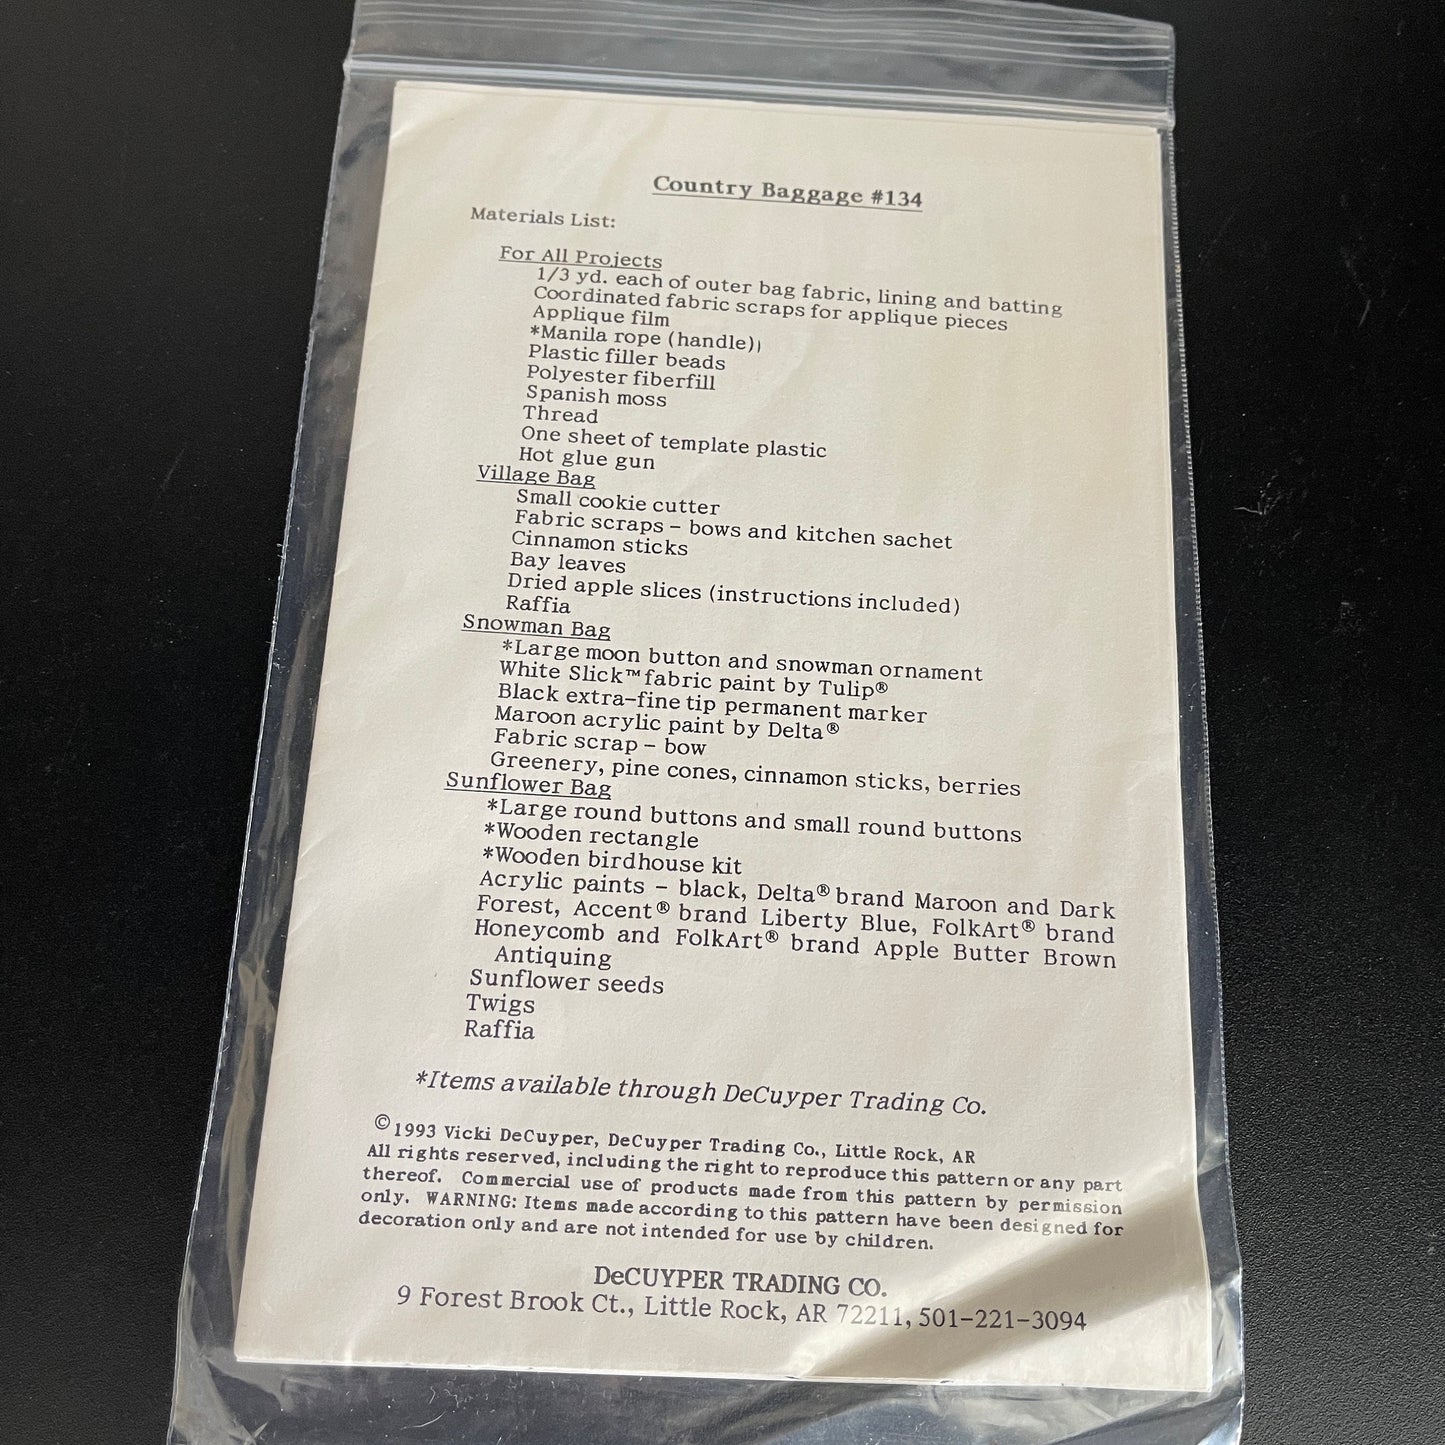 Country Baggage #134
Materials List:
For All Projects
1/3 yd. each of outer bag fabric, lining and batting
Coordinated fabric scraps for applique pieces
Applique film
*Manila rope (handle))
Plastic filler beads
Polyester fiberfill
Spanish moss
Thread
One sheet of template plastic
Hot glue gun
Village Bag
Small cookie cutter
Fabric scraps - bows and kitchen sachet
Cinnamon sticks
Bay leaves
Dried apple slices (instructions included)
Raffia
Snowman Bag
*Large moon button and snowman ornament
White Slick™ fabric paint by Tulip®
Black extra-fine tip permanent marker
Maroon acrylic paint by Delta®
Fabric scrap - bow
Greenery, pine cones, cinnamon sticks, berries
Sunflower Bag
*Large round buttons and small round buttons
*Wooden rectangle
*Wooden birdhouse kit
Acrylic paints - black, Delta® brand Maroon and Dark
Forest, Accent® brand Liberty Blue, FolkArt® brand
Honeycomb and FolkArt® brand Apple Butter Brown
Antiquing
Sunflower seeds
Twigs
Raffia
*Items available through DeCuyper Trading Co.
©1993 Vicki DeCuyper, DeCuyper Trading Co., Little Rock, AR
All rights reserved, including the right to reproduce this pattern or any part
thereof. Commercial use of products made from this pattern by permission
only. WARNING: Items made according to this pattern have been designed for
decoration only and are not intended for use by children.
DeCUYPER TRADING CO.
9 Forest Brook Ct., Little Rock, AR 72211, 501-221-3094